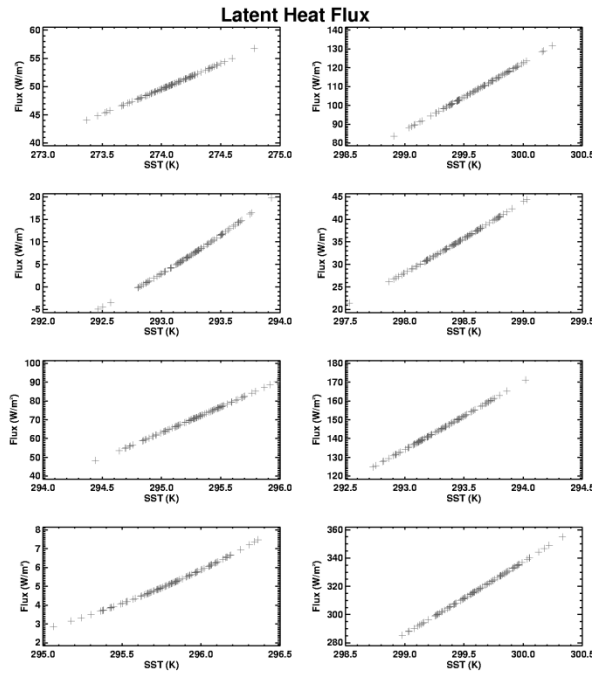 Latent Heat Flux
60
55
50
45
40
Flux (W/m²)
273.0 273.5 274.0 274.5 275.0
SST (K)
140
130
120
110
100
90
80
Flux (W/m²)
298.5 299.0 299.5 300.0 300.5
SST (K)
20
15
10
5
0
-5
Flux (W/m²)
292.0 292.5 293.0 293.5 294.0
SST (K)
45
40
35
30
25
20
Flux (W/m²)
297.5 298.0 298.5 299.0 299.5
SST (K)
100
90
80
70
60
50
40
Flux (W/m²)
294.0 294.5 295.0 295.5 296.0
SST (K)
180
170
160
150
140
130
120
Flux (W/m²)
292.5 293.0 293.5 294.0 294.5
SST (K)
8
7
6
5
4
3
2
Flux (W/m²)
295.0 295.5 296.0 296.5
SST (K)
360
340
320
300
280
Flux (W/m²)
298.5 299.0 299.5 300.0 300.5
SST (K)